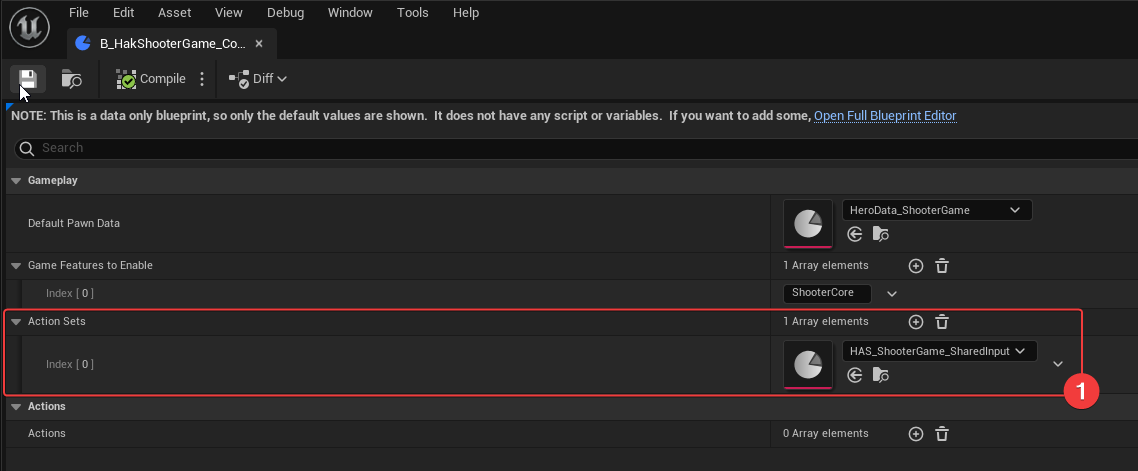 File Edit Asset View Debug Window Tools Help
B_HakShooterGame_Co...
Compile Diff
NOTE: This is a data only blueprint, so only the default values are shown. It does not have any script or variables. If you want to add some, Open Full Blueprint Editor
Search
Gameplay
Default Pawn Data HeroData_ShooterGame
Game Features to Enable 1 Array elements
Index [ 0 ] ShooterCore
Action Sets 1 Array elements
Index [ 0 ] HAS_ShooterGame_SharedInput
1
Actions
Actions 0 Array elements